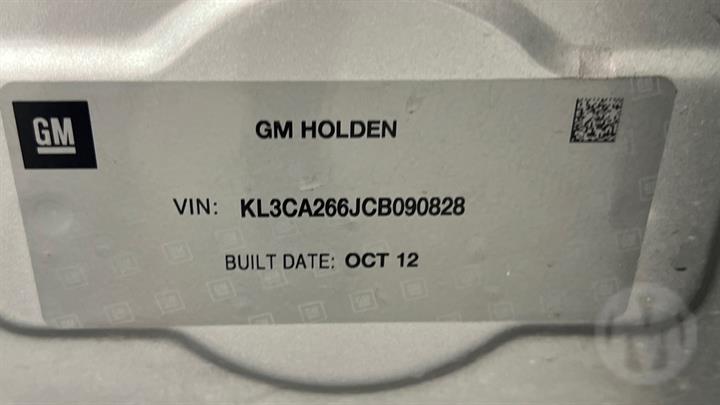 GM
GM HOLDEN
VIN: KL3CA266JCB090828
BUILT DATE: OCT 12